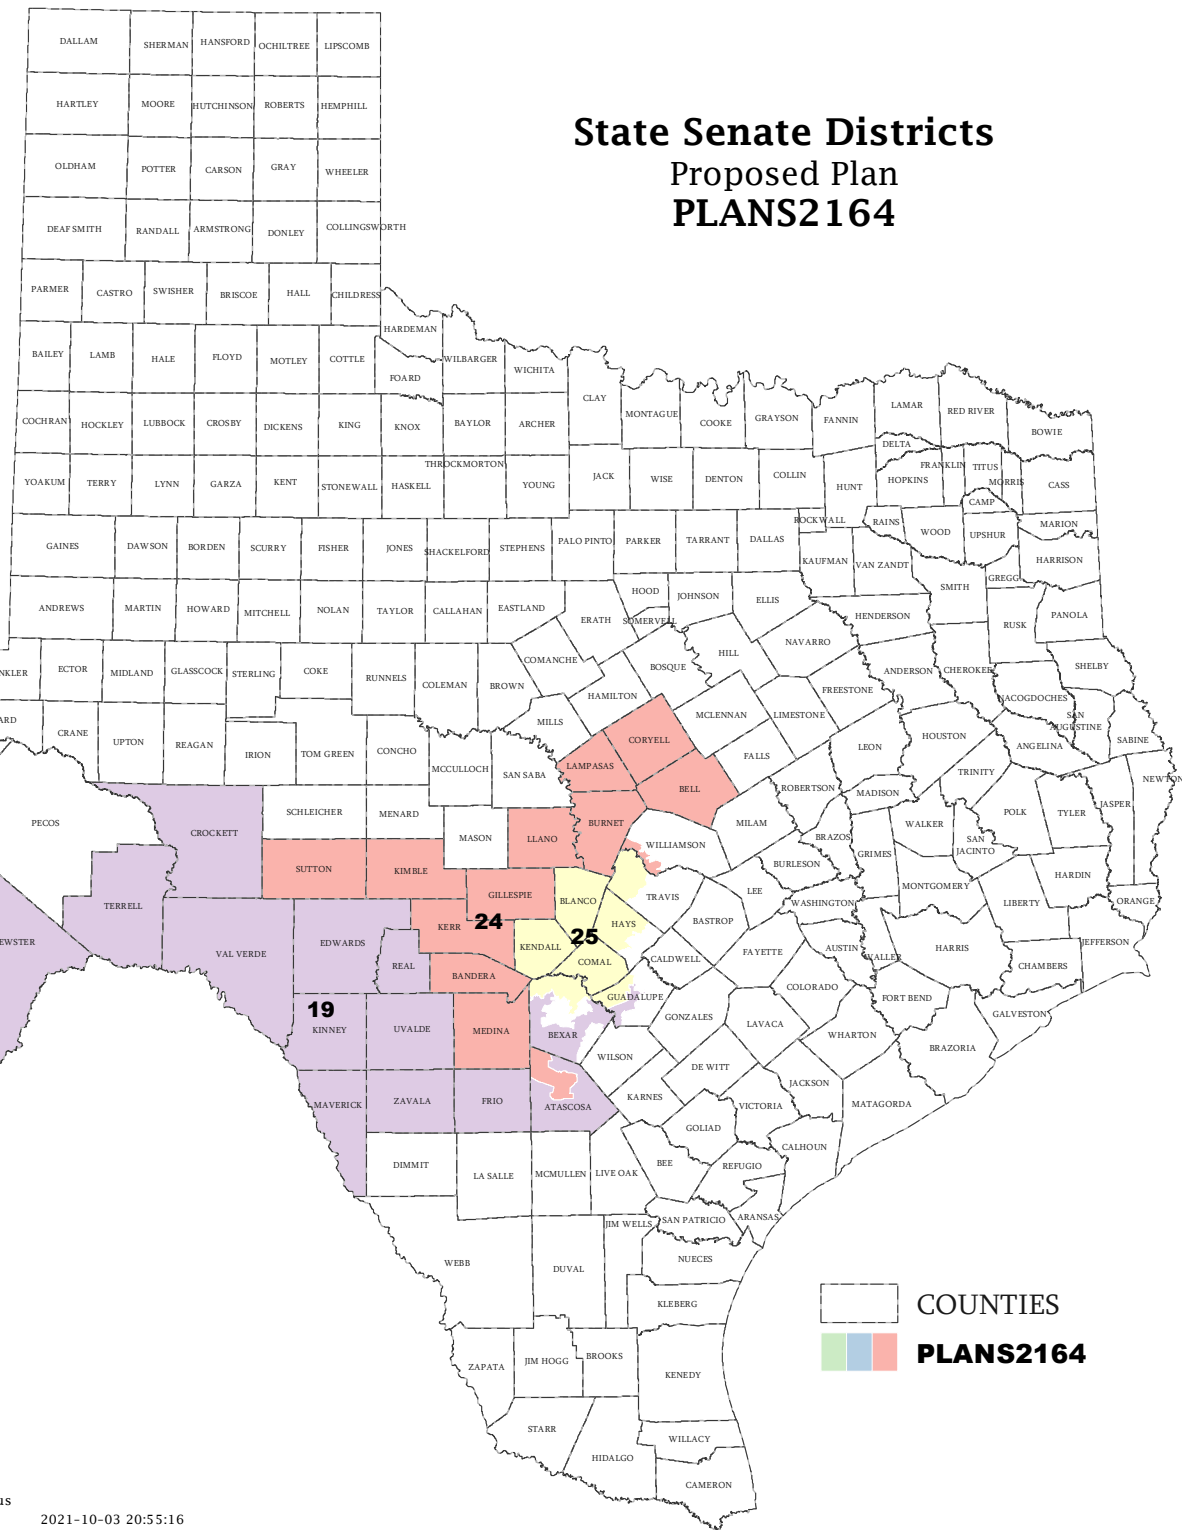 State Senate Districts
Proposed Plan
PLANS2164
DALLAM SHERMAN HANSFORD OCHILTREE LIPSCOMB
HARTLEY MOORE HUTCHINSON ROBERTS HEMPHILL
OLDHAM POTTER CARSON GRAY WHEELER
DEAF SMITH RANDALL ARMSTRONG DONLEY COLLINGSWORTH
PARMER CASTRO SWISHER BRISCOE HALL CHILDRESS
HARDEMAN
BAILEY LAMB HALE FLOYD MOTLEY COTTLE WILBARGER WICHITA
FOARD
CLAY MONTAGUE COOKE GRAYSON FANNIN LAMAR RED RIVER BOWIE
COCHRAN HOCKLEY LUBBOCK CROSBY DICKENS KING KNOX BAYLOR ARCHER
DELTA
THROCKMORTON
FRANKLIN TITUS
YOAKUM TERRY LYNN GARZA KENT STONEWALL HASKELL YOUNG JACK WISE DENTON COLLIN HUNT HOPKINS MORRIS CASS
CAMP
ROCKWALL RAINS WOOD UPSHUR MARION
GAINES DAWSON BORDEN SCURRY FISHER JONES SHACKELFORD STEPHENS PALO PINTO PARKER TARRANT DALLAS
KAUFMAN VAN ZANDT HARRISON
SMITH GREGG
ANDREWS MARTIN HOWARD MITCHELL NOLAN TAYLOR CALLAHAN EASTLAND HOOD JOHNSON ELLIS
ERATH SOMERVELL HENDERSON RUSK PANOLA
NKLER ECTOR MIDLAND GLASSCOCK STERLING COKE RUNNELS COLEMAN BROWN COMANCHE BOSQUE HILL NAVARRO ANDERSON CHEROKEE SHELBY
HAMILTON FREESTONE NACOGDOCHES
ARD CRANE UPTON REAGAN IRION TOM GREEN CONCHO MILLS MCLENNAN LIMESTONE SAN
AUGUSTINE
HOUSTON ANGELINA SABINE
CORYELL FALLS LEON
MCCULLOCH SAN SABA LAMPASAS BELL TRINITY NEWTON
ROBERTSON MADISON
PECOS CROCKETT SCHLEICHER MENARD MASON LLANO BURNET WILLIAMSON MILAM BRAZOS WALKER POLK TYLER JASPER
SAN
JACINTO
GRIMES
SUTTON KIMBLE BURLESON HARDIN
GILLESPIE BLANCO TRAVIS LEE MONTGOMERY
TERRELL WASHINGTON LIBERTY ORANGE
24
KERR HAYS BASTROP
EWSTER VAL VERDE EDWARDS KENDALL 25 FAYETTE AUSTIN WALLER HARRIS JEFFERSON
REAL BANDERA COMAL CALDWELL CHAMBERS
COLORADO
GUADALUPE FORT BEND
19
KINNEY UVALDE MEDINA BEXAR GONZALES LAVACA WHARTON GALVESTON
WILSON BRAZORIA
DE WITT
MAVERICK ZAVALA FRIO ATASCOSA KARNES JACKSON
VICTORIA MATAGORDA
GOLIAD
CALHOUN
DIMMIT LA SALLE MCMULLEN LIVE OAK BEE REFUGIO
JIM WELLS SAN PATRICIO ARANSAS
WEBB DUVAL NUECES
KLEBERG
ZAPATA JIM HOGG BROOKS KENEDY
STARR WILLACY
HIDALGO
CAMERON
COUNTIES
PLANS2164
us
2021-10-03 20:55:16